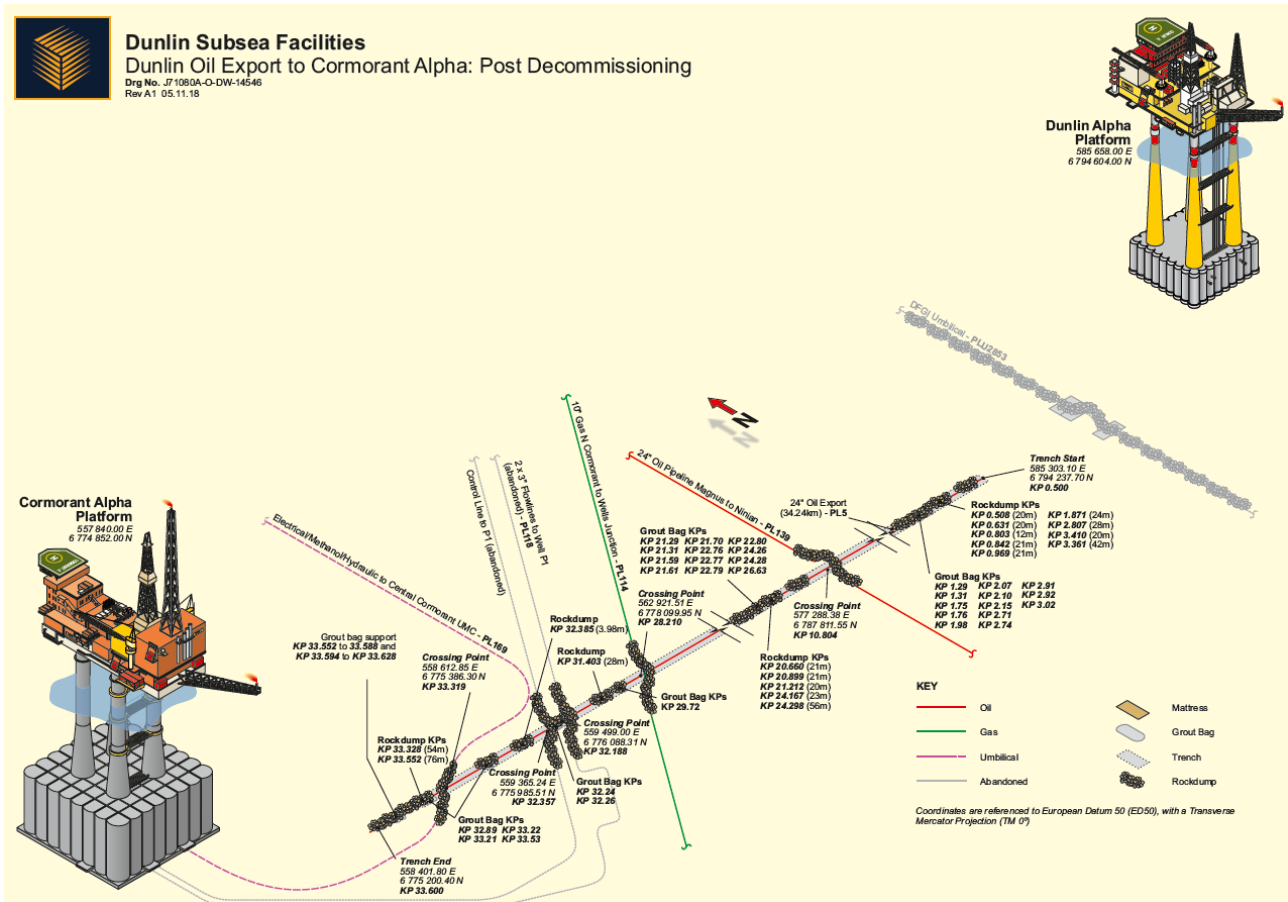 Dunlin Subsea Facilities
Dunlin Oil Export to Cormorant Alpha: Post Decommissioning
Drg No. J71080A-O-DW-14546
Rev A1 05.11.18
Dunlin Alpha
Platform
585 658.00 E
6 794 604.00 N
DFGI Umbilical - PLU2853
N
Trench Start
585 303.10 E
6 794 237.70 N
KP 0.500
24" Oil Pipeline Magnus to Ninian - PL139
24" Oil Export
(34.24km) - PL5
Rockdump KPs
KP 0.508 (20m) KP 1.871 (24m)
KP 0.631 (20m) KP 2.807 (28m)
KP 0.803 (12m) KP 3.410 (20m)
KP 0.842 (21m) KP 3.361 (42m)
KP 0.969 (21m)
Grout Bag KPs
KP 1.29 KP 2.07 KP 2.91
KP 1.31 KP 2.10 KP 2.92
KP 1.75 KP 2.15 KP 3.02
KP 1.76 KP 2.71
KP 1.98 KP 2.74
10" Gas N Cormorant to Wells Junction - PL114
Grout Bag KPs
KP 21.29 KP 21.70 KP 22.80
KP 21.31 KP 22.76 KP 24.26
KP 21.59 KP 22.77 KP 24.28
KP 21.61 KP 22.79 KP 26.63
Crossing Point
577 288.38 E
6 787 811.55 N
KP 10.804
Crossing Point
562 921.51 E
6 778 099.95 N
KP 28.210
Rockdump KPs
KP 20.660 (21m)
KP 20.899 (21m)
KP 21.212 (20m)
KP 24.167 (23m)
KP 24.298 (56m)
2 x 3" Flowlines to Well P1
(abandoned) - PL118
Control Line to P1 (abandoned)
Electrical/Methanol/Hydraulic to Central Cormorant UMC - PL169
Cormorant Alpha
Platform
557 840.00 E
6 774 852.00 N
Rockdump
KP 32.385 (3.98m)
Rockdump
KP 31.403 (28m)
Grout Bag KPs
KP 29.72
Grout bag support
KP 33.552 to 33.588 and
KP 33.594 to KP 33.628
Crossing Point
558 612.85 E
6 775 386.30 N
KP 33.319
Crossing Point
559 499.00 E
6 776 088.31 N
KP 32.188
Rockdump KPs
KP 33.328 (54m)
KP 33.552 (76m)
Crossing Point
559 365.24 E
6 775 985.51 N
KP 32.357
Grout Bag KPs
KP 32.24
KP 32.26
Grout Bag KPs
KP 32.89 KP 33.22
KP 33.21 KP 33.53
Trench End
558 401.80 E
6 775 200.40 N
KP 33.600
KEY
Oil
Gas
Umbilical
Abandoned
Mattress
Grout Bag
Trench
Rockdump
Coordinates are referenced to European Datum 50 (ED50), with a Transverse
Mercator Projection (TM 0º)